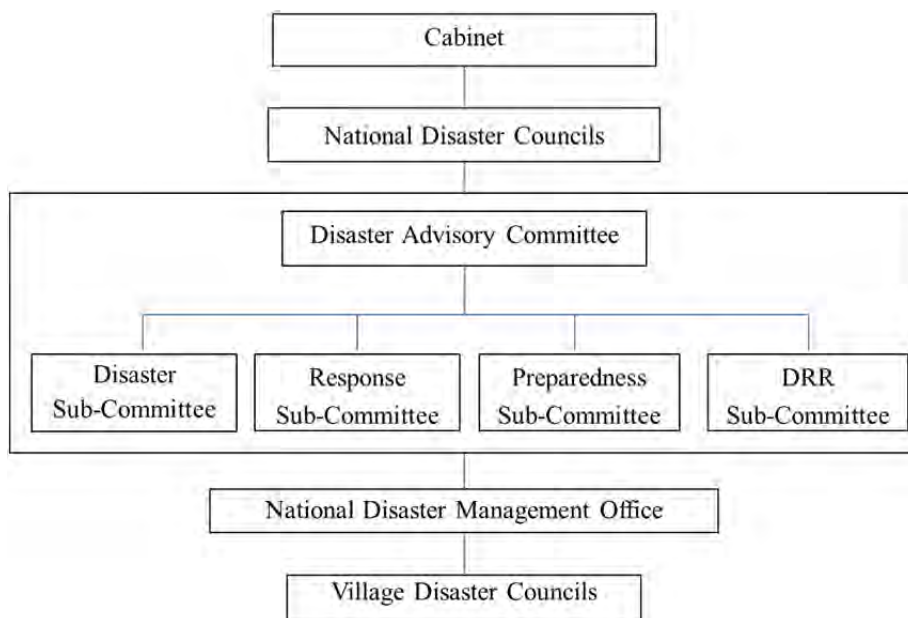 Cabinet
National Disaster Councils
Disaster Advisory Committee
Disaster
Sub-Committee
Response
Sub-Committee
Preparedness
Sub-Committee
DRR
Sub-Committee
National Disaster Management Office
Village Disaster Councils